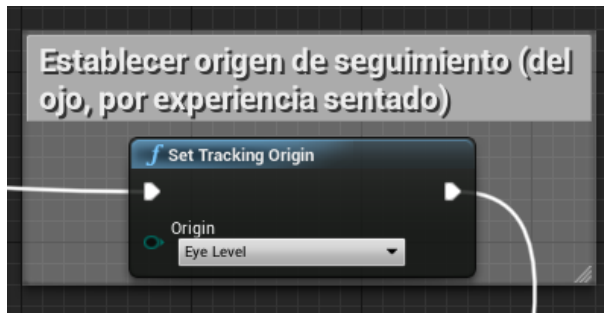 Establecer origen de seguimiento (del
ojo, por experiencia sentado)
f Set Tracking Origin
Origin
Eye Level